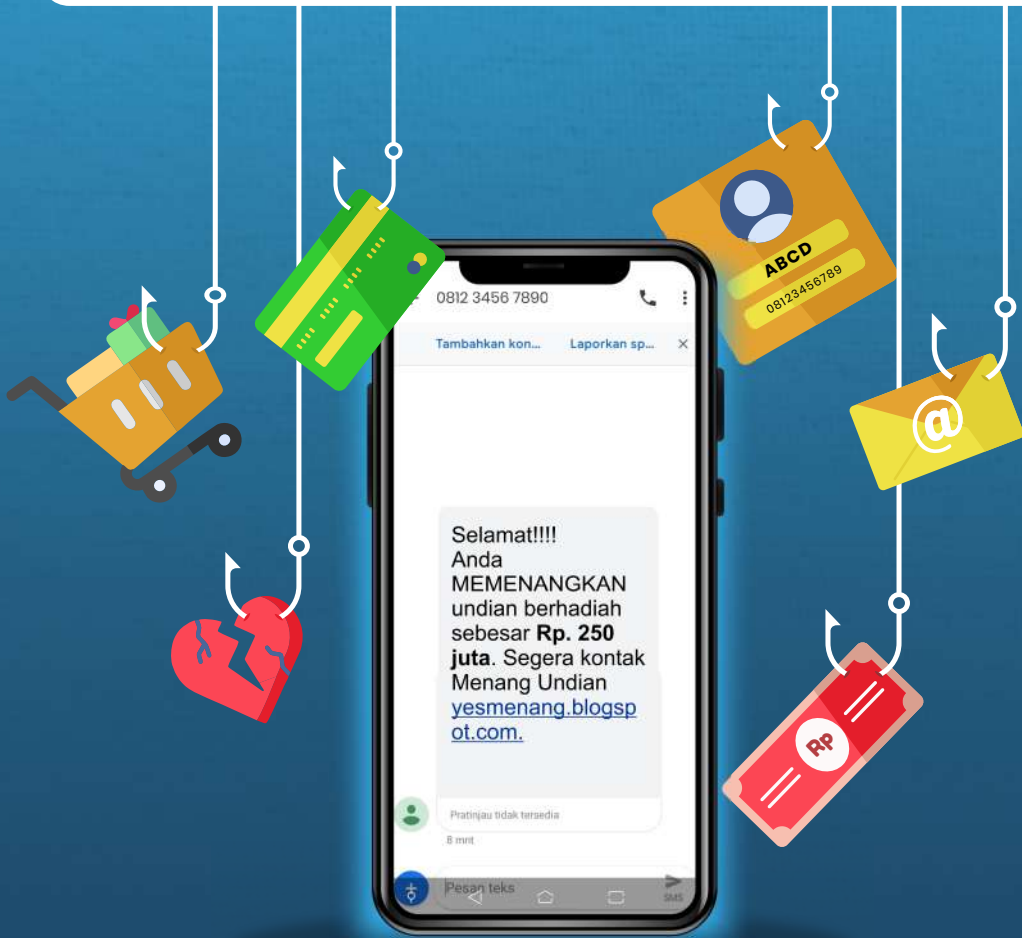 0812 3456 7890
Tambahkan kon... Laporkan sp...
ABCD
08123456789
@
Selamat!!!!
Anda
MEMENANGKAN
undian berhadiah
sebesar Rp. 250
juta. Segera kontak
Menang Undian
yesmenang.blogsp
ot.com.
Rp
Pratinjau tidak tersedia
8 mnt
Pesan teks
SMS